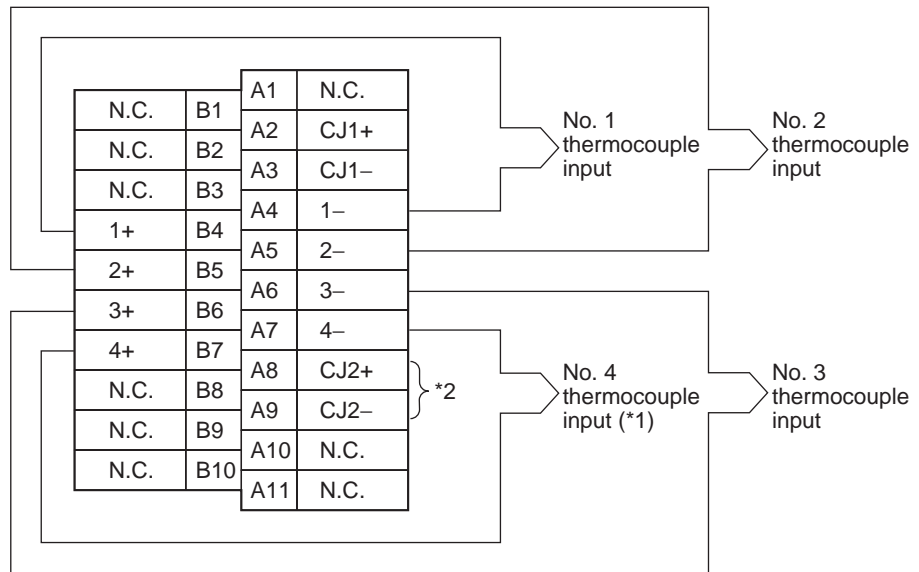 A1 N.C.
N.C. B1
A2 CJ1+
N.C. B2
A3 CJ1−
N.C. B3
A4 1−
1+ B4
A5 2−
2+ B5
A6 3−
3+ B6
A7 4−
4+ B7
A8 CJ2+
N.C. B8
A9 CJ2−
*2
N.C. B9
A10 N.C.
N.C. B10
A11 N.C.
No. 1
thermocouple
input
No. 2
thermocouple
input
No. 4
thermocouple
input (*1)
No. 3
thermocouple
input